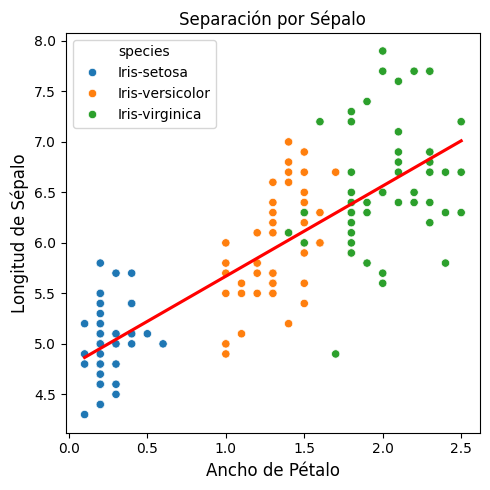 Separación por Sépalo
species
Iris-setosa
Iris-versicolor
Iris-virginica
Longitud de Sépalo
8.0
7.5
7.0
6.5
6.0
5.5
5.0
4.5
0.0 0.5 1.0 1.5 2.0 2.5
Ancho de Pétalo